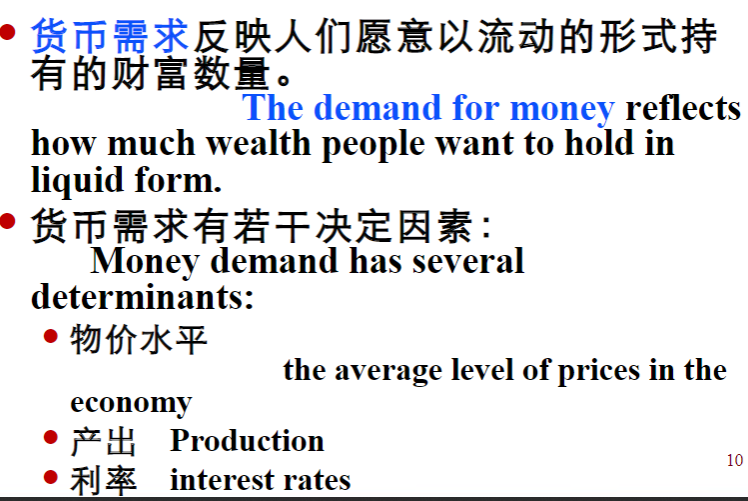 • 货币需求反映人们愿意以流动的形式持
有的财富数量。
The demand for money reflects
how much wealth people want to hold in
liquid form.
• 货币需求有若干决定因素：
Money demand has several
determinants:
• 物价水平
the average level of prices in the
economy
• 产出 Production
• 利率 interest rates
10